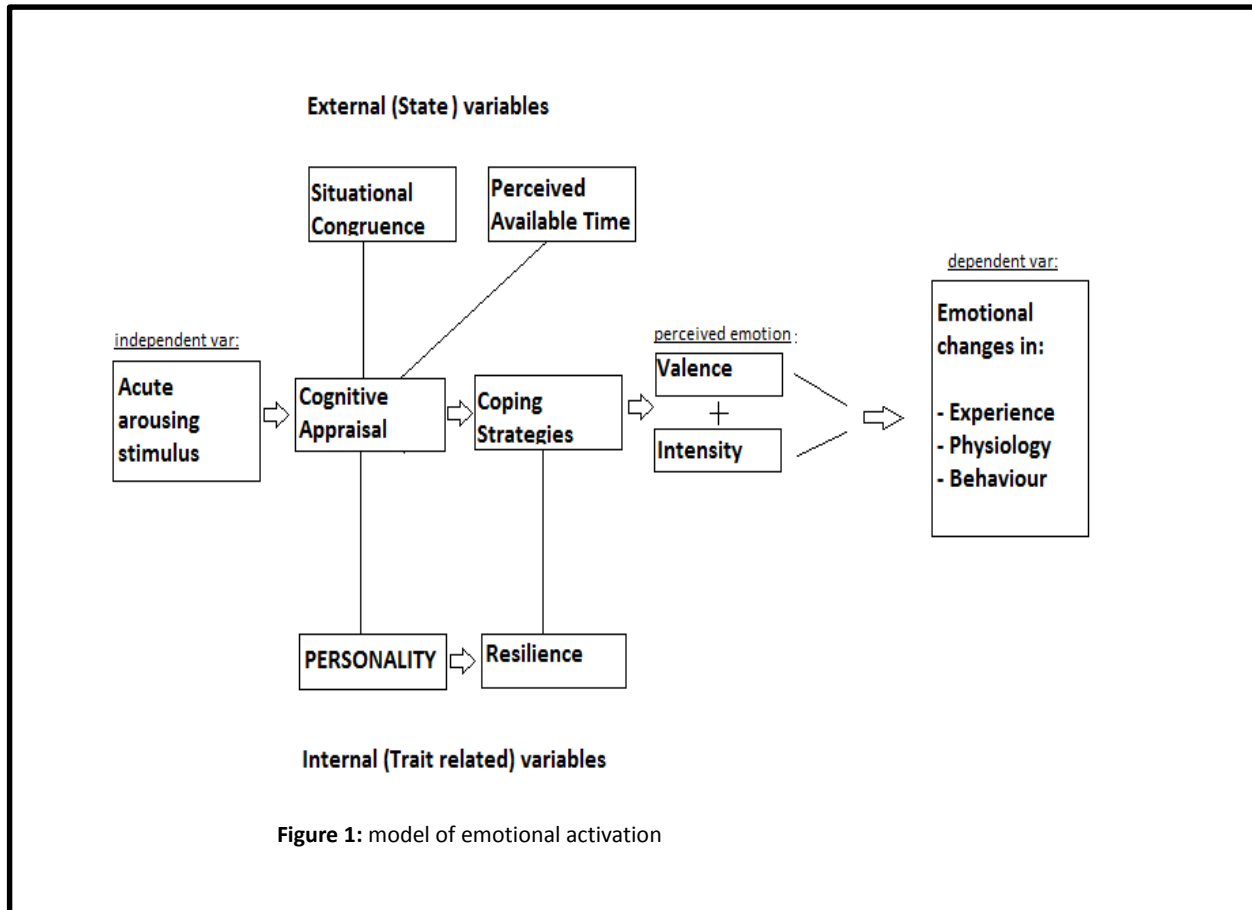 External (State) variables
Situational
Congruence
Perceived
Available Time
independent var:
Acute
arousing
stimulus
Cognitive
Appraisal
Coping
Strategies
perceived emotion :
Valence
+
Intensity
dependent var:
Emotional
changes in:
- Experience
- Physiology
- Behaviour
PERSONALITY
Resilience
Internal (Trait related) variables
Figure 1: model of emotional activation